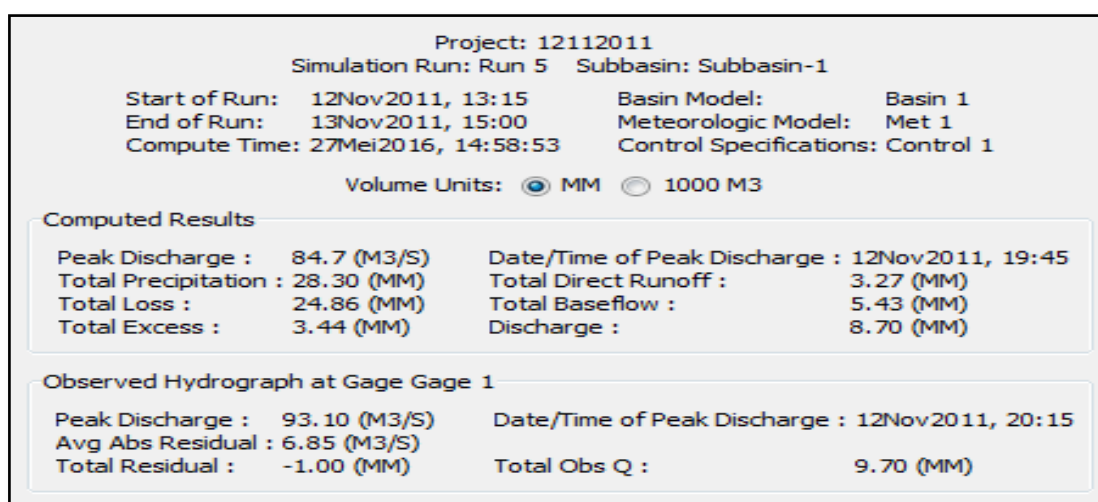 Project: 12112011
Simulation Run: Run 5 Subbasin: Subbasin-1
Start of Run: 12Nov2011, 13:15 Basin Model: Basin 1
End of Run: 13Nov2011, 15:00 Meteorologic Model: Met 1
Compute Time: 27Mei2016, 14:58:53 Control Specifications: Control 1
Volume Units: MM 1000 M3
Computed Results
Peak Discharge : 84.7 (M3/S) Date/Time of Peak Discharge : 12Nov2011, 19:45
Total Precipitation : 28.30 (MM) Total Direct Runoff : 3.27 (MM)
Total Loss : 24.86 (MM) Total Baseflow : 5.43 (MM)
Total Excess : 3.44 (MM) Discharge : 8.70 (MM)
Observed Hydrograph at Gage Gage 1
Peak Discharge : 93.10 (M3/S) Date/Time of Peak Discharge : 12Nov2011, 20:15
Avg Abs Residual : 6.85 (M3/S)
Total Residual : -1.00 (MM) Total Obs Q : 9.70 (MM)